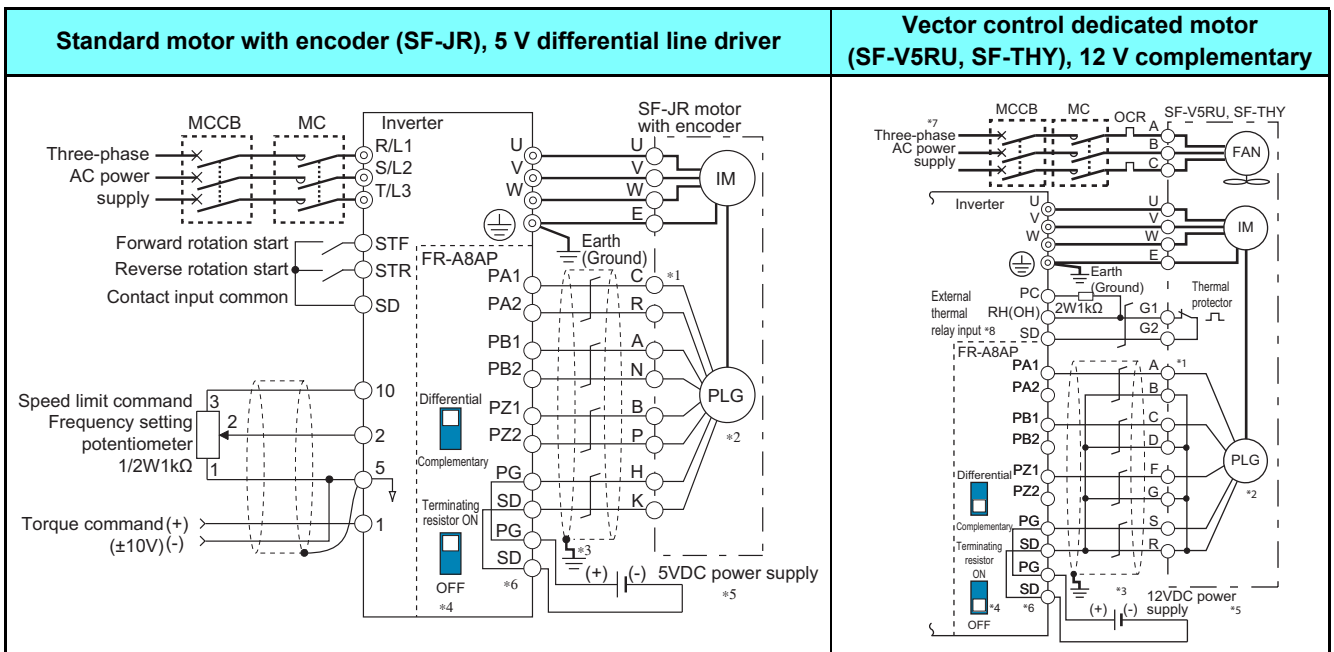 Standard motor with encoder (SF-JR), 5 V differential line driver
MCCB
MC
Inverter
SF-JR motor
with encoder
Three-phase
AC power
supply
R/L1
S/L2
T/L3
U
V
W
U
V
W
E
IM
Earth
(Ground)
Forward rotation start
Reverse rotation start
Contact input common
STF
STR
SD
FR-A8AP
PA1
PA2
PB1
PB2
PZ1
PZ2
PG
SD
PG
SD
C
*1
R
A
N
B
P
H
K
PLG
*2
Differential
Complementary
Terminating
resistor ON
OFF
*4
*6
*3
(+)
(-)
5VDC power supply
*5
Speed limit command
Frequency setting
potentiometer
1/2W1kΩ
3
2
1
10
2
5
1
Torque command (+)
(±10V) (-)
Vector control dedicated motor
(SF-V5RU, SF-THY), 12 V complementary
MCCB
MC
OCR
SF-V5RU, SF-THY
*7
Three-phase
AC power
supply
A
B
C
FAN
Inverter
U
V
W
U
V
W
E
IM
Earth
(Ground)
External
thermal
relay input *8
PC
RH(OH)
SD
2W1kΩ
G1
G2
Thermal
protector
FR-A8AP
PA1
PA2
PB1
PB2
PZ1
PZ2
PG
SD
PG
SD
A
*1
B
C
D
F
G
S
R
PLG
*2
Differential
Complementary
Terminating
resistor
ON
*4
OFF
*6
*3
(+)
(-)
12VDC power
supply
*5